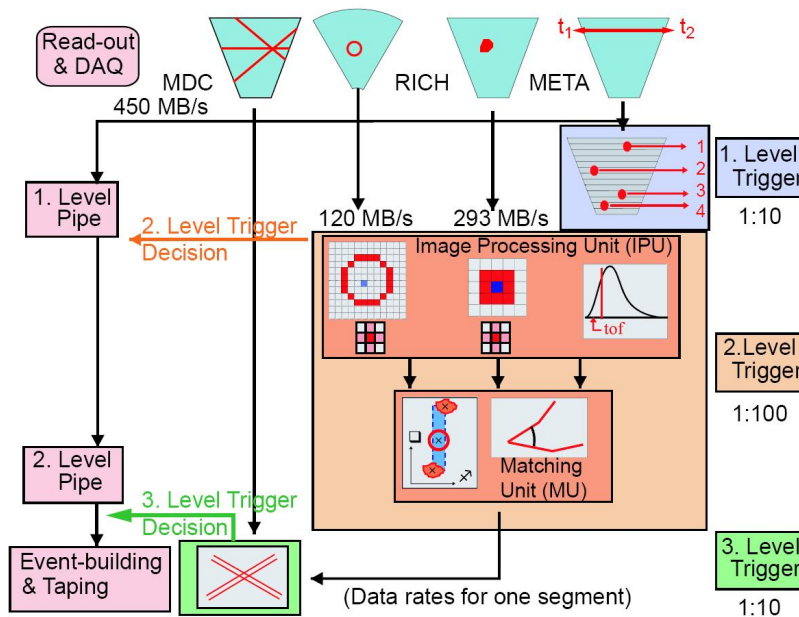 Read-out
& DAQ
MDC
RICH
META
t1
t2
450 MB/s
1
2
3
4
1. Level
Trigger
1:10
1. Level
Pipe
2. Level Trigger
Decision
120 MB/s
293 MB/s
Image Processing Unit (IPU)
tof
2.Level
Trigger
1:100
Matching
Unit (MU)
2. Level
Pipe
3. Level Trigger
Decision
Event-building
& Taping
(Data rates for one segment)
3. Level
Trigger
1:10